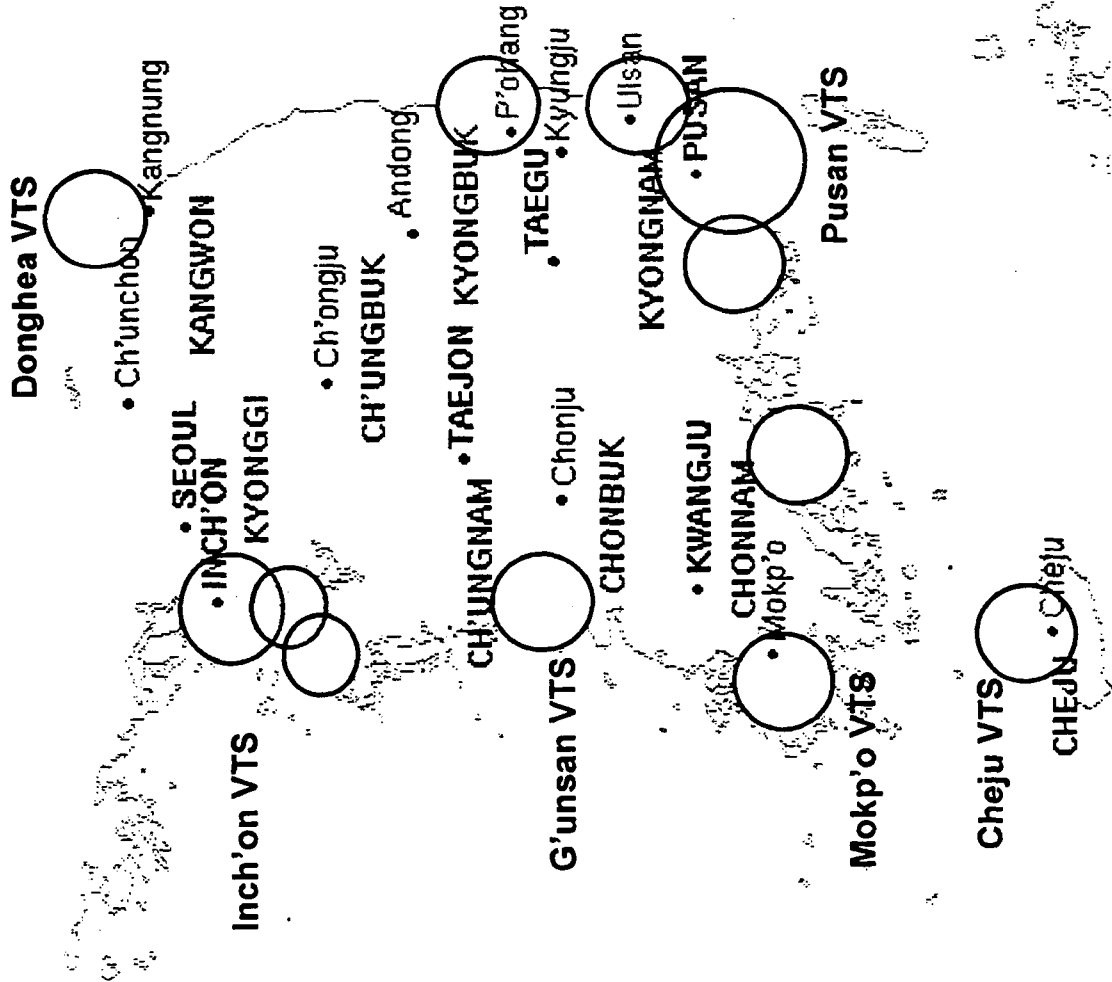 Donghea VTS
Ch'unchon
Kangnung
KANGWON
SEOUL
INCH'ON
KYONGGI
Inch'on VTS
Ch'ongju
CH'UNGBUK
Andong
TAEJON
KYONGBUK
CH'UNGNAM
P'ohang
TAEGU
Kyungju
Chonju
G'unsan VTS
CHONBUK
Ulsan
KYONGNAM
PUSAN
KWANGJU
CHONNAM
Mokp'o
Pusan VTS
Mokp'o VTS
Cheju VTS
Cheju
CHEJU